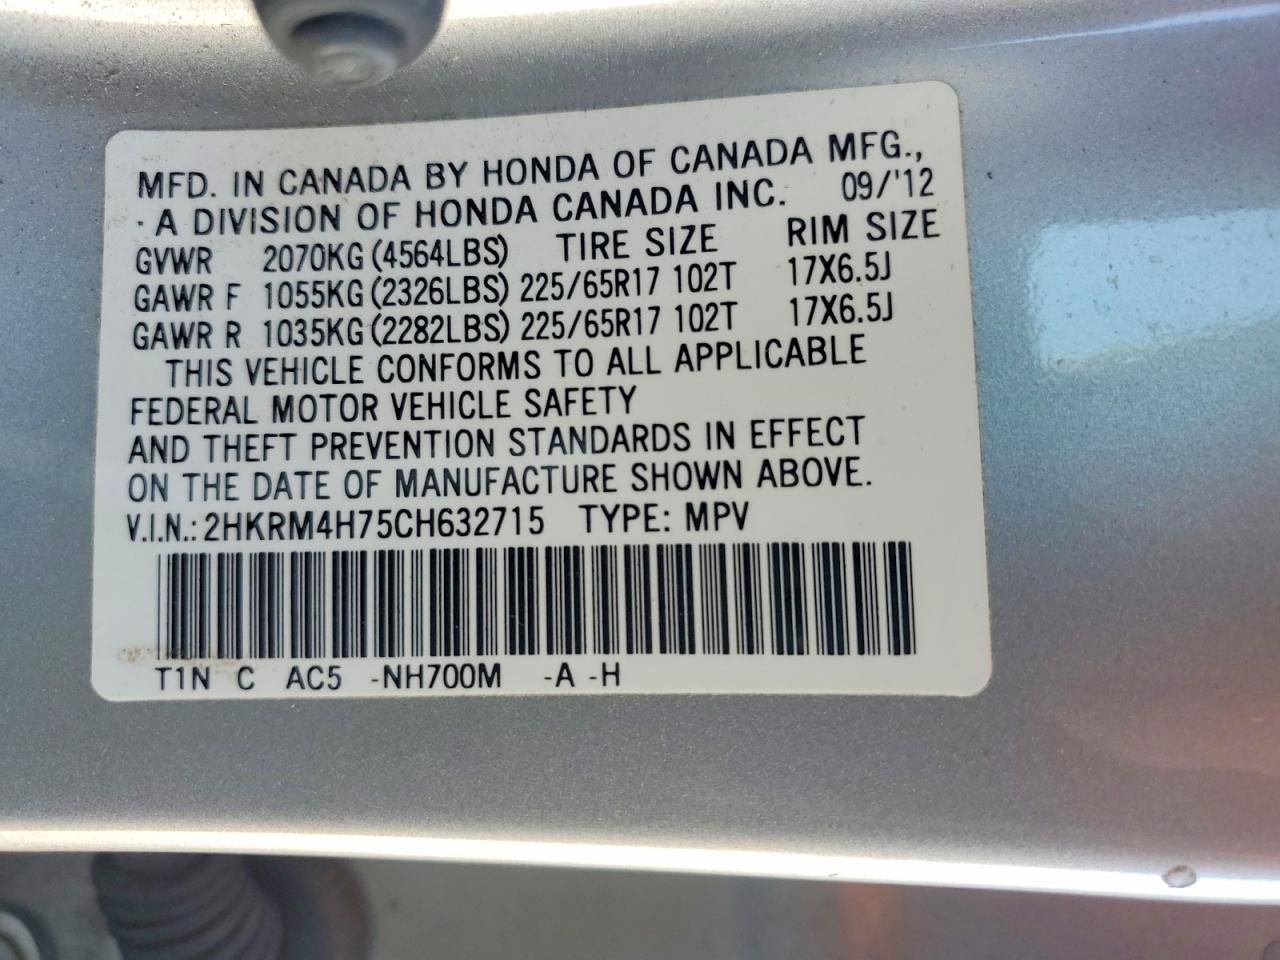 MFD. IN CANADA BY HONDA OF CANADA MFG.,
· A DIVISION OF HONDA CANADA INC. 09/'12
GVWR 2070KG (4564LBS) TIRE SIZE RIM SIZE
GAWR F 1055KG (2326LBS) 225/65R17 102T 17X6.5J
GAWR R 1035KG (2282LBS) 225/65R17 102T 17X6.5J
THIS VEHICLE CONFORMS TO ALL APPLICABLE
FEDERAL MOTOR VEHICLE SAFETY
AND THEFT PREVENTION STANDARDS IN EFFECT
ON THE DATE OF MANUFACTURE SHOWN ABOVE.
V.I.N.: 2HKRM4H75CH632715 TYPE: MPV
T1N C AC5 -NH700M -A -H